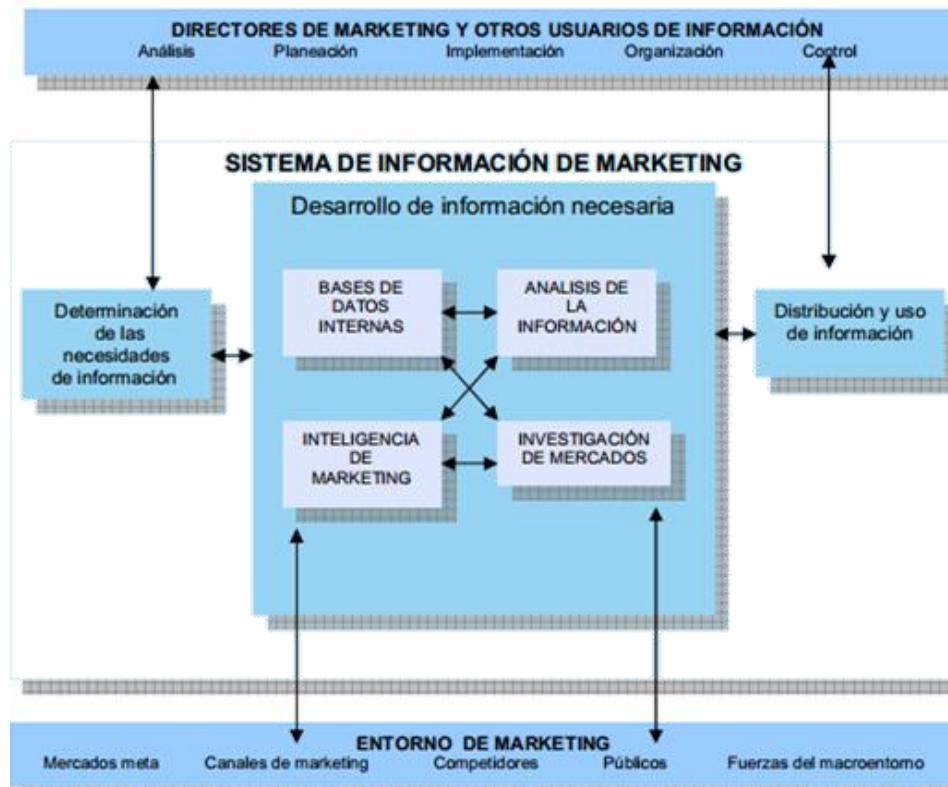 DIRECTORES DE MARKETING Y OTROS USUARIOS DE INFORMACIÓN
Análisis Planeación Implementación Organización Control
SISTEMA DE INFORMACIÓN DE MARKETING
Desarrollo de información necesaria
Determinación
de las
necesidades
de información
BASES DE
DATOS
INTERNAS
ANALISIS DE
LA
INFORMACIÓN
INTELIGENCIA
DE
MARKETING
INVESTIGACIÓN
DE MERCADOS
Distribución y uso
de información
ENTORNO DE MARKETING
Mercados meta Canales de marketing Competidores Públicos Fuerzas del macroentorno